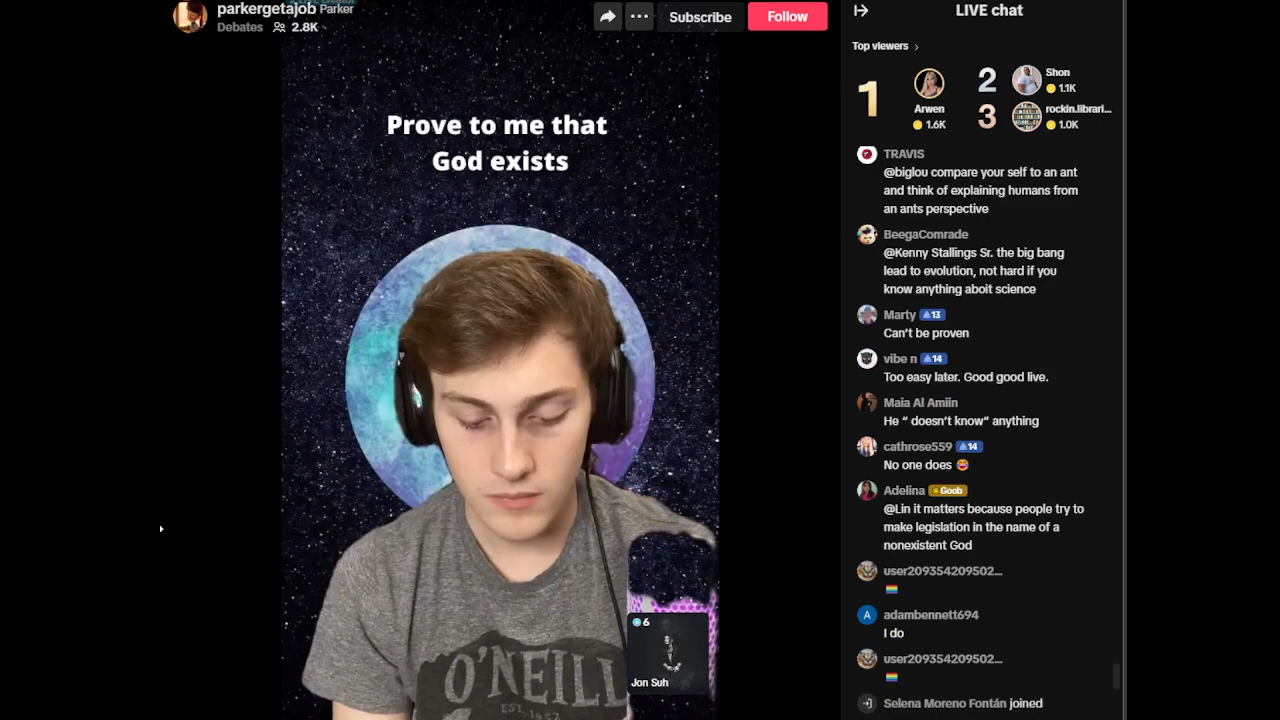 parkergetajob Parker
Debates 2.8K
Subscribe
Follow
Prove to me that
God exists
O'NEILL
EST. 1952
6
Jon Suh
LIVE chat
Top viewers
1
Arwen
1.6K
2
Shon
1.1K
3
rockin.librari...
1.0K
TRAVIS
@biglou compare your self to an ant
and think of explaining humans from
an ants perspective
BeegaComrade
@Kenny Stallings Sr. the big bang
lead to evolution, not hard if you
know anything aboit science
Marty 13
Can't be proven
vibe n 14
Too easy later. Good good live.
Maia Al Amiin
He “ doesn't know“ anything
cathrose559 14
No one does
Adelina Goob
@Lin it matters because people try to
make legislation in the name of a
nonexistent God
user209354209502...
A adambennett694
I do
user209354209502...
Selena Moreno Fontán joined